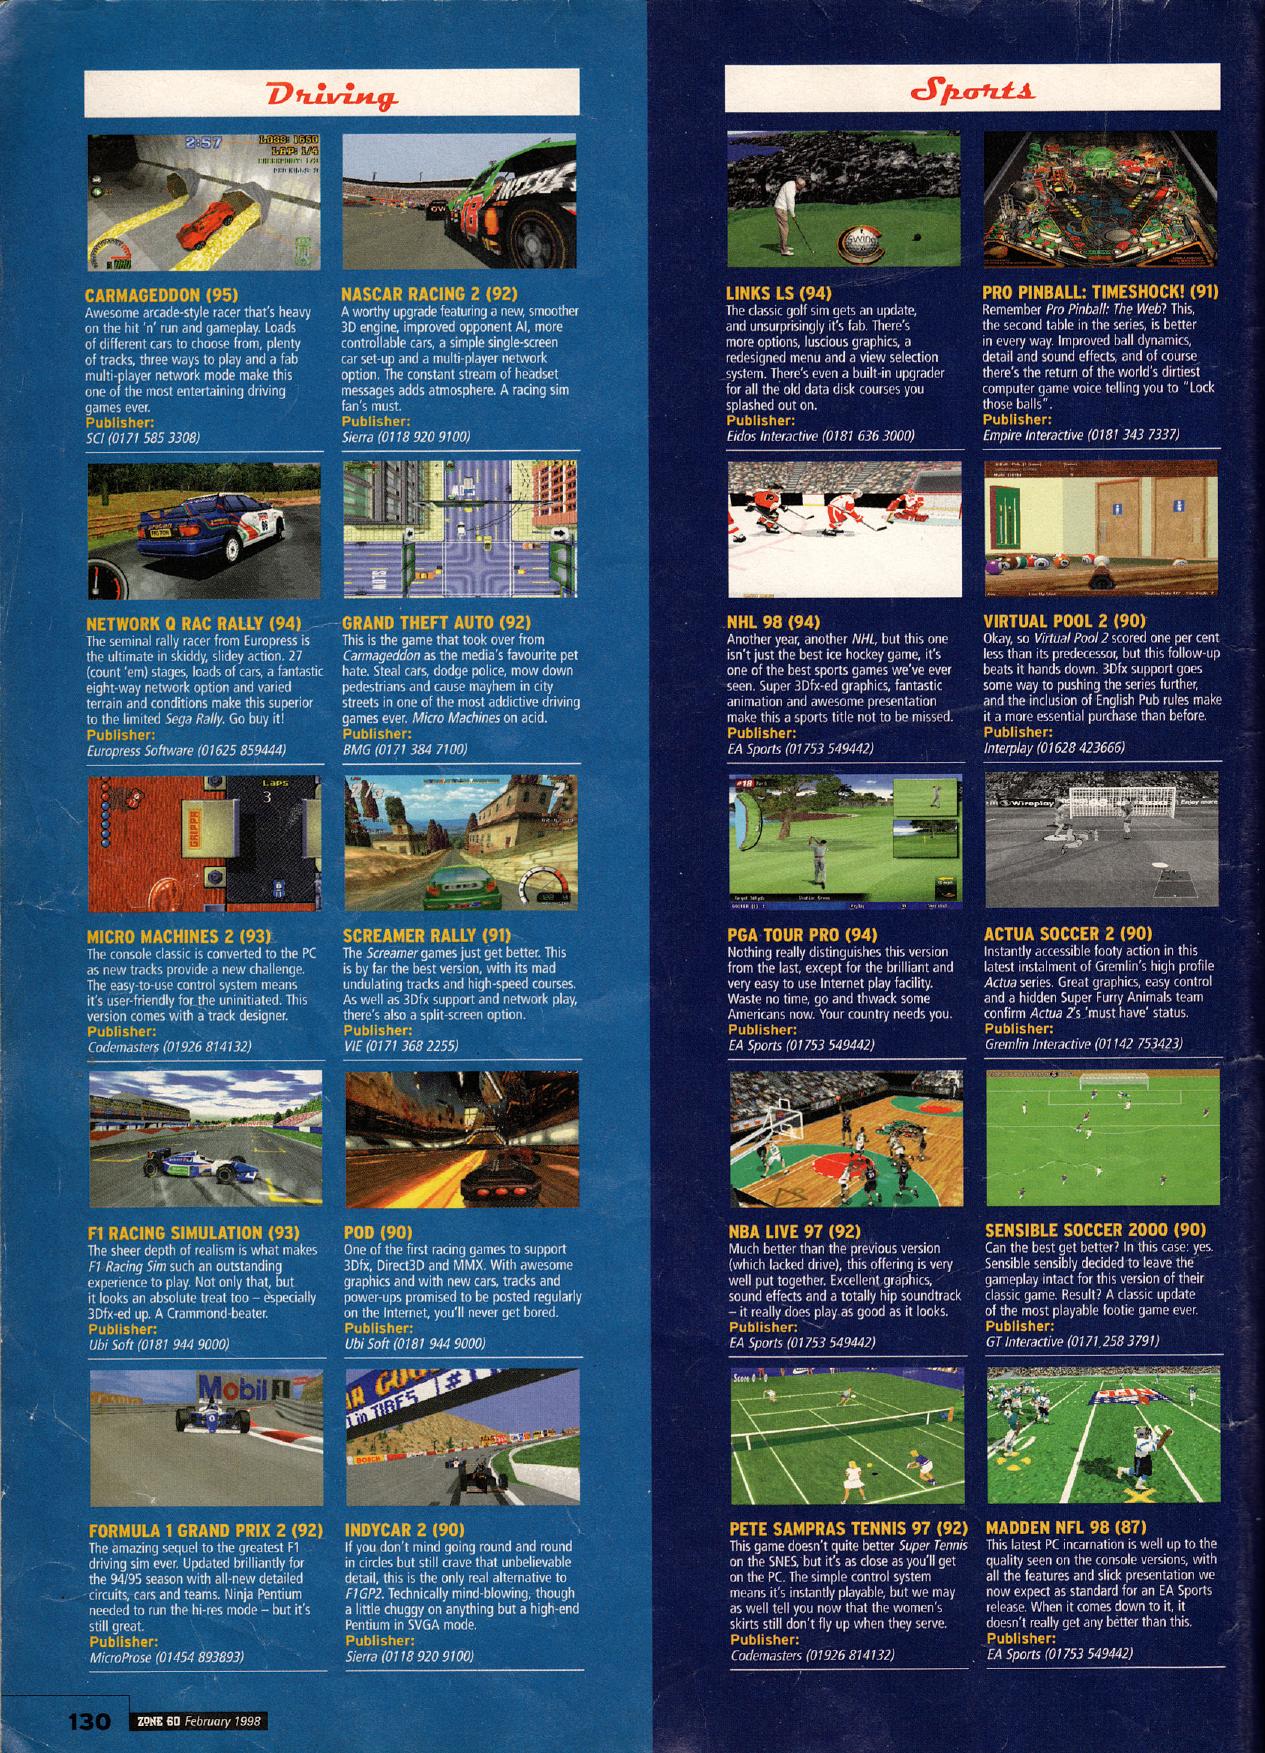 Driving
CARMAGEDDON (95)
Awesome arcade-style racer that's heavy
on the hit 'n' run and gameplay. Loads
of different cars to choose from, plenty
of tracks, three ways to play and a fab
multi-player network mode make this
one of the most entertaining driving
games ever.
Publisher:
SCI (0171 585 3308)
NASCAR RACING 2 (92)
A worthy upgrade featuring a new, smoother
3D engine, improved opponent AI, more
controllable cars, a simple single-screen
car set-up and a multi-player network
option. The constant stream of headset
messages adds atmosphere. A racing sim
fan's must.
Publisher:
Sierra (0118 920 9100)
NETWORK Q RAC RALLY (94)
The seminal rally racer from Europress is
the ultimate in skiddy, slidey action. 27
(count 'em) stages, loads of cars, a fantastic
eight-way network option and varied
terrain and conditions make this superior
to the limited Sega Rally. Go buy it!
Publisher:
Europress Software (01625 859444)
GRAND THEFT AUTO (92)
This is the game that took over from
Carmageddon as the media's favourite pet
hate. Steal cars, dodge police, mow down
pedestrians and cause mayhem in city
streets in one of the most addictive driving
games ever. Micro Machines on acid.
Publisher:
BMG (0171 384 7100)
MICRO MACHINES 2 (93)
The console classic is converted to the PC
as new tracks provide a new challenge.
The easy-to-use control system means
it's user-friendly for the uninitiated. This
version comes with a track designer.
Publisher:
Codemasters (01926 814132)
SCREAMER RALLY (91)
The Screamer games just get better. This
is by far the best version, with its mad
undulating tracks and high-speed courses.
As well as 3Dfx support and network play,
there's also a split-screen option.
Publisher:
VIE (0171 368 2255)
F1 RACING SIMULATION (93)
The sheer depth of realism is what makes
F1 Racing Sim such an outstanding
experience to play. Not only that, but
it looks an absolute treat too – especially
3Dfx-ed up. A Crammond-beater.
Publisher:
Ubi Soft (0181 944 9000)
POD (90)
One of the first racing games to support
3Dfx, Direct3D and MMX. With awesome
graphics and with new cars, tracks and
power-ups promised to be posted regularly
on the Internet, you'll never get bored.
Publisher:
Ubi Soft (0181 944 9000)
Mobil 1
FORMULA 1 GRAND PRIX 2 (92)
The amazing sequel to the greatest F1
driving sim ever. Updated brilliantly for
the 94/95 season with all-new detailed
circuits, cars and teams. Ninja Pentium
needed to run the hi-res mode – but it's
still great.
Publisher:
MicroProse (01454 893893)
INDYCAR 2 (90)
If you don't mind going round and round
in circles but still crave that unbelievable
detail, this is the only real alternative to
F1GP2. Technically mind-blowing, though
a little chuggy on anything but a high-end
Pentium in SVGA mode.
Publisher:
Sierra (0118 920 9100)
Sports
LINKS LS (94)
The classic golf sim gets an update,
and unsurprisingly it's fab. There's
more options, luscious graphics, a
redesigned menu and a view selection
system. There's even a built-in upgrader
for all the old data disk courses you
splashed out on.
Publisher:
Eidos Interactive (0181 636 3000)
PRO PINBALL: TIMESHOCK! (91)
Remember Pro Pinball: The Web? This,
the second table in the series, is better
in every way. Improved ball dynamics,
detail and sound effects, and of course
there's the return of the world's dirtiest
computer game voice telling you to "Lock
those balls".
Publisher:
Empire Interactive (0181 343 7337)
NHL 98 (94)
Another year, another NHL, but this one
isn't just the best ice hockey game, it's
one of the best sports games we've ever
seen. Super 3Dfx-ed graphics, fantastic
animation and awesome presentation
make this a sports title not to be missed.
Publisher:
EA Sports (01753 549442)
VIRTUAL POOL 2 (90)
Okay, so Virtual Pool 2 scored one per cent
less than its predecessor, but this follow-up
beats it hands down. 3Dfx support goes
some way to pushing the series further,
and the inclusion of English Pub rules make
it a more essential purchase than before.
Publisher:
Interplay (01628 423666)
PGA TOUR PRO (94)
Nothing really distinguishes this version
from the last, except for the brilliant and
very easy to use Internet play facility.
Waste no time, go and thwack some
Americans now. Your country needs you.
Publisher:
EA Sports (01753 549442)
ACTUA SOCCER 2 (90)
Instantly accessible footy action in this
latest instalment of Gremlin's high profile
Actua series. Great graphics, easy control
and a hidden Super Furry Animals team
confirm Actua 2's 'must have' status.
Publisher:
Gremlin Interactive (01142 753423)
NBA LIVE 97 (92)
Much better than the previous version
(which lacked drive), this offering is very
well put together. Excellent graphics,
sound effects and a totally hip soundtrack
– it really does play as good as it looks.
Publisher:
EA Sports (01753 549442)
SENSIBLE SOCCER 2000 (90)
Can the best get better? In this case: yes.
Sensible sensibly decided to leave the
gameplay intact for this version of their
classic game. Result? A classic update
of the most playable footie game ever.
Publisher:
GT Interactive (0171 258 3791)
PETE SAMPRAS TENNIS 97 (92)
This game doesn't quite better Super Tennis
on the SNES, but it's as close as you'll get
on the PC. The simple control system
means it's instantly playable, but we may
as well tell you now that the women's
skirts still don't fly up when they serve.
Publisher:
Codemasters (01926 814132)
MADDEN NFL 98 (87)
This latest PC incarnation is well up to the
quality seen on the console versions, with
all the features and slick presentation we
now expect as standard for an EA Sports
release. When it comes down to it, it
doesn't really get any better than this.
Publisher:
EA Sports (01753 549442)
130 ZONE 60 February 1998